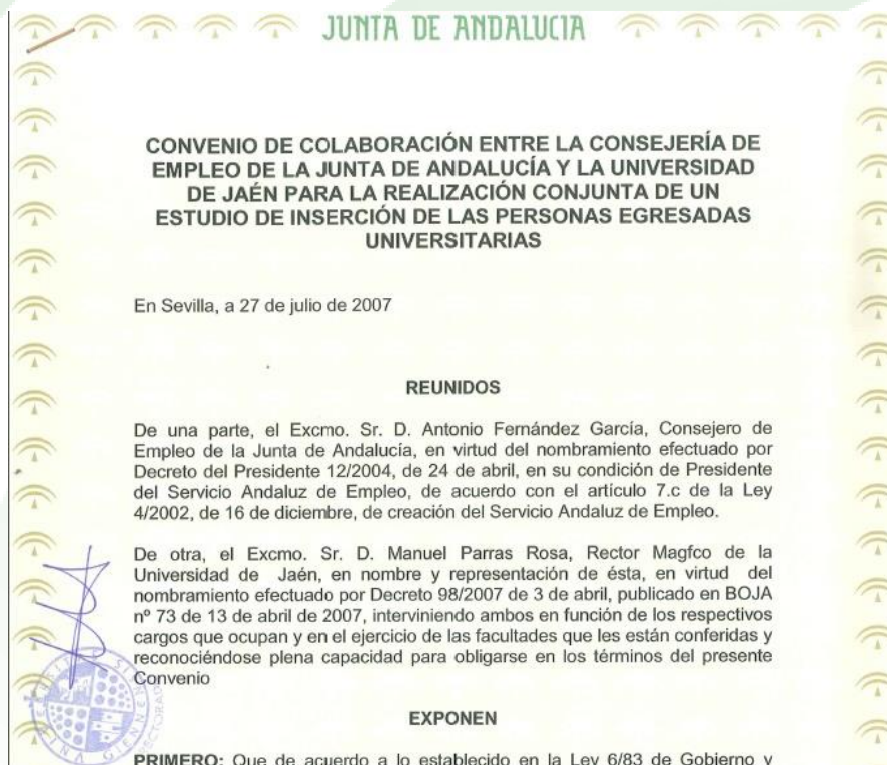 JUNTA DE ANDALUCIA
CONVENIO DE COLABORACIÓN ENTRE LA CONSEJERÍA DE
EMPLEO DE LA JUNTA DE ANDALUCÍA Y LA UNIVERSIDAD
DE JAÉN PARA LA REALIZACIÓN CONJUNTA DE UN
ESTUDIO DE INSERCIÓN DE LAS PERSONAS EGRESADAS
UNIVERSITARIAS
En Sevilla, a 27 de julio de 2007
REUNIDOS
De una parte, el Excmo. Sr. D. Antonio Fernández García, Consejero de
Empleo de la Junta de Andalucía, en virtud del nombramiento efectuado por
Decreto del Presidente 12/2004, de 24 de abril, en su condición de Presidente
del Servicio Andaluz de Empleo, de acuerdo con el artículo 7.c de la Ley
4/2002, de 16 de diciembre, de creación del Servicio Andaluz de Empleo.
De otra, el Excmo. Sr. D. Manuel Parras Rosa, Rector Magfco de la
Universidad de Jaén, en nombre y representación de ésta, en virtud del
nombramiento efectuado por Decreto 98/2007 de 3 de abril, publicado en BOJA
nº 73 de 13 de abril de 2007, interviniendo ambos en función de los respectivos
cargos que ocupan y en el ejercicio de las facultades que les están conferidas y
reconociéndose plena capacidad para obligarse en los términos del presente
Convenio
EXPONEN
PRIMERO: Que de acuerdo a lo establecido en la Ley 6/83 de Gobierno y